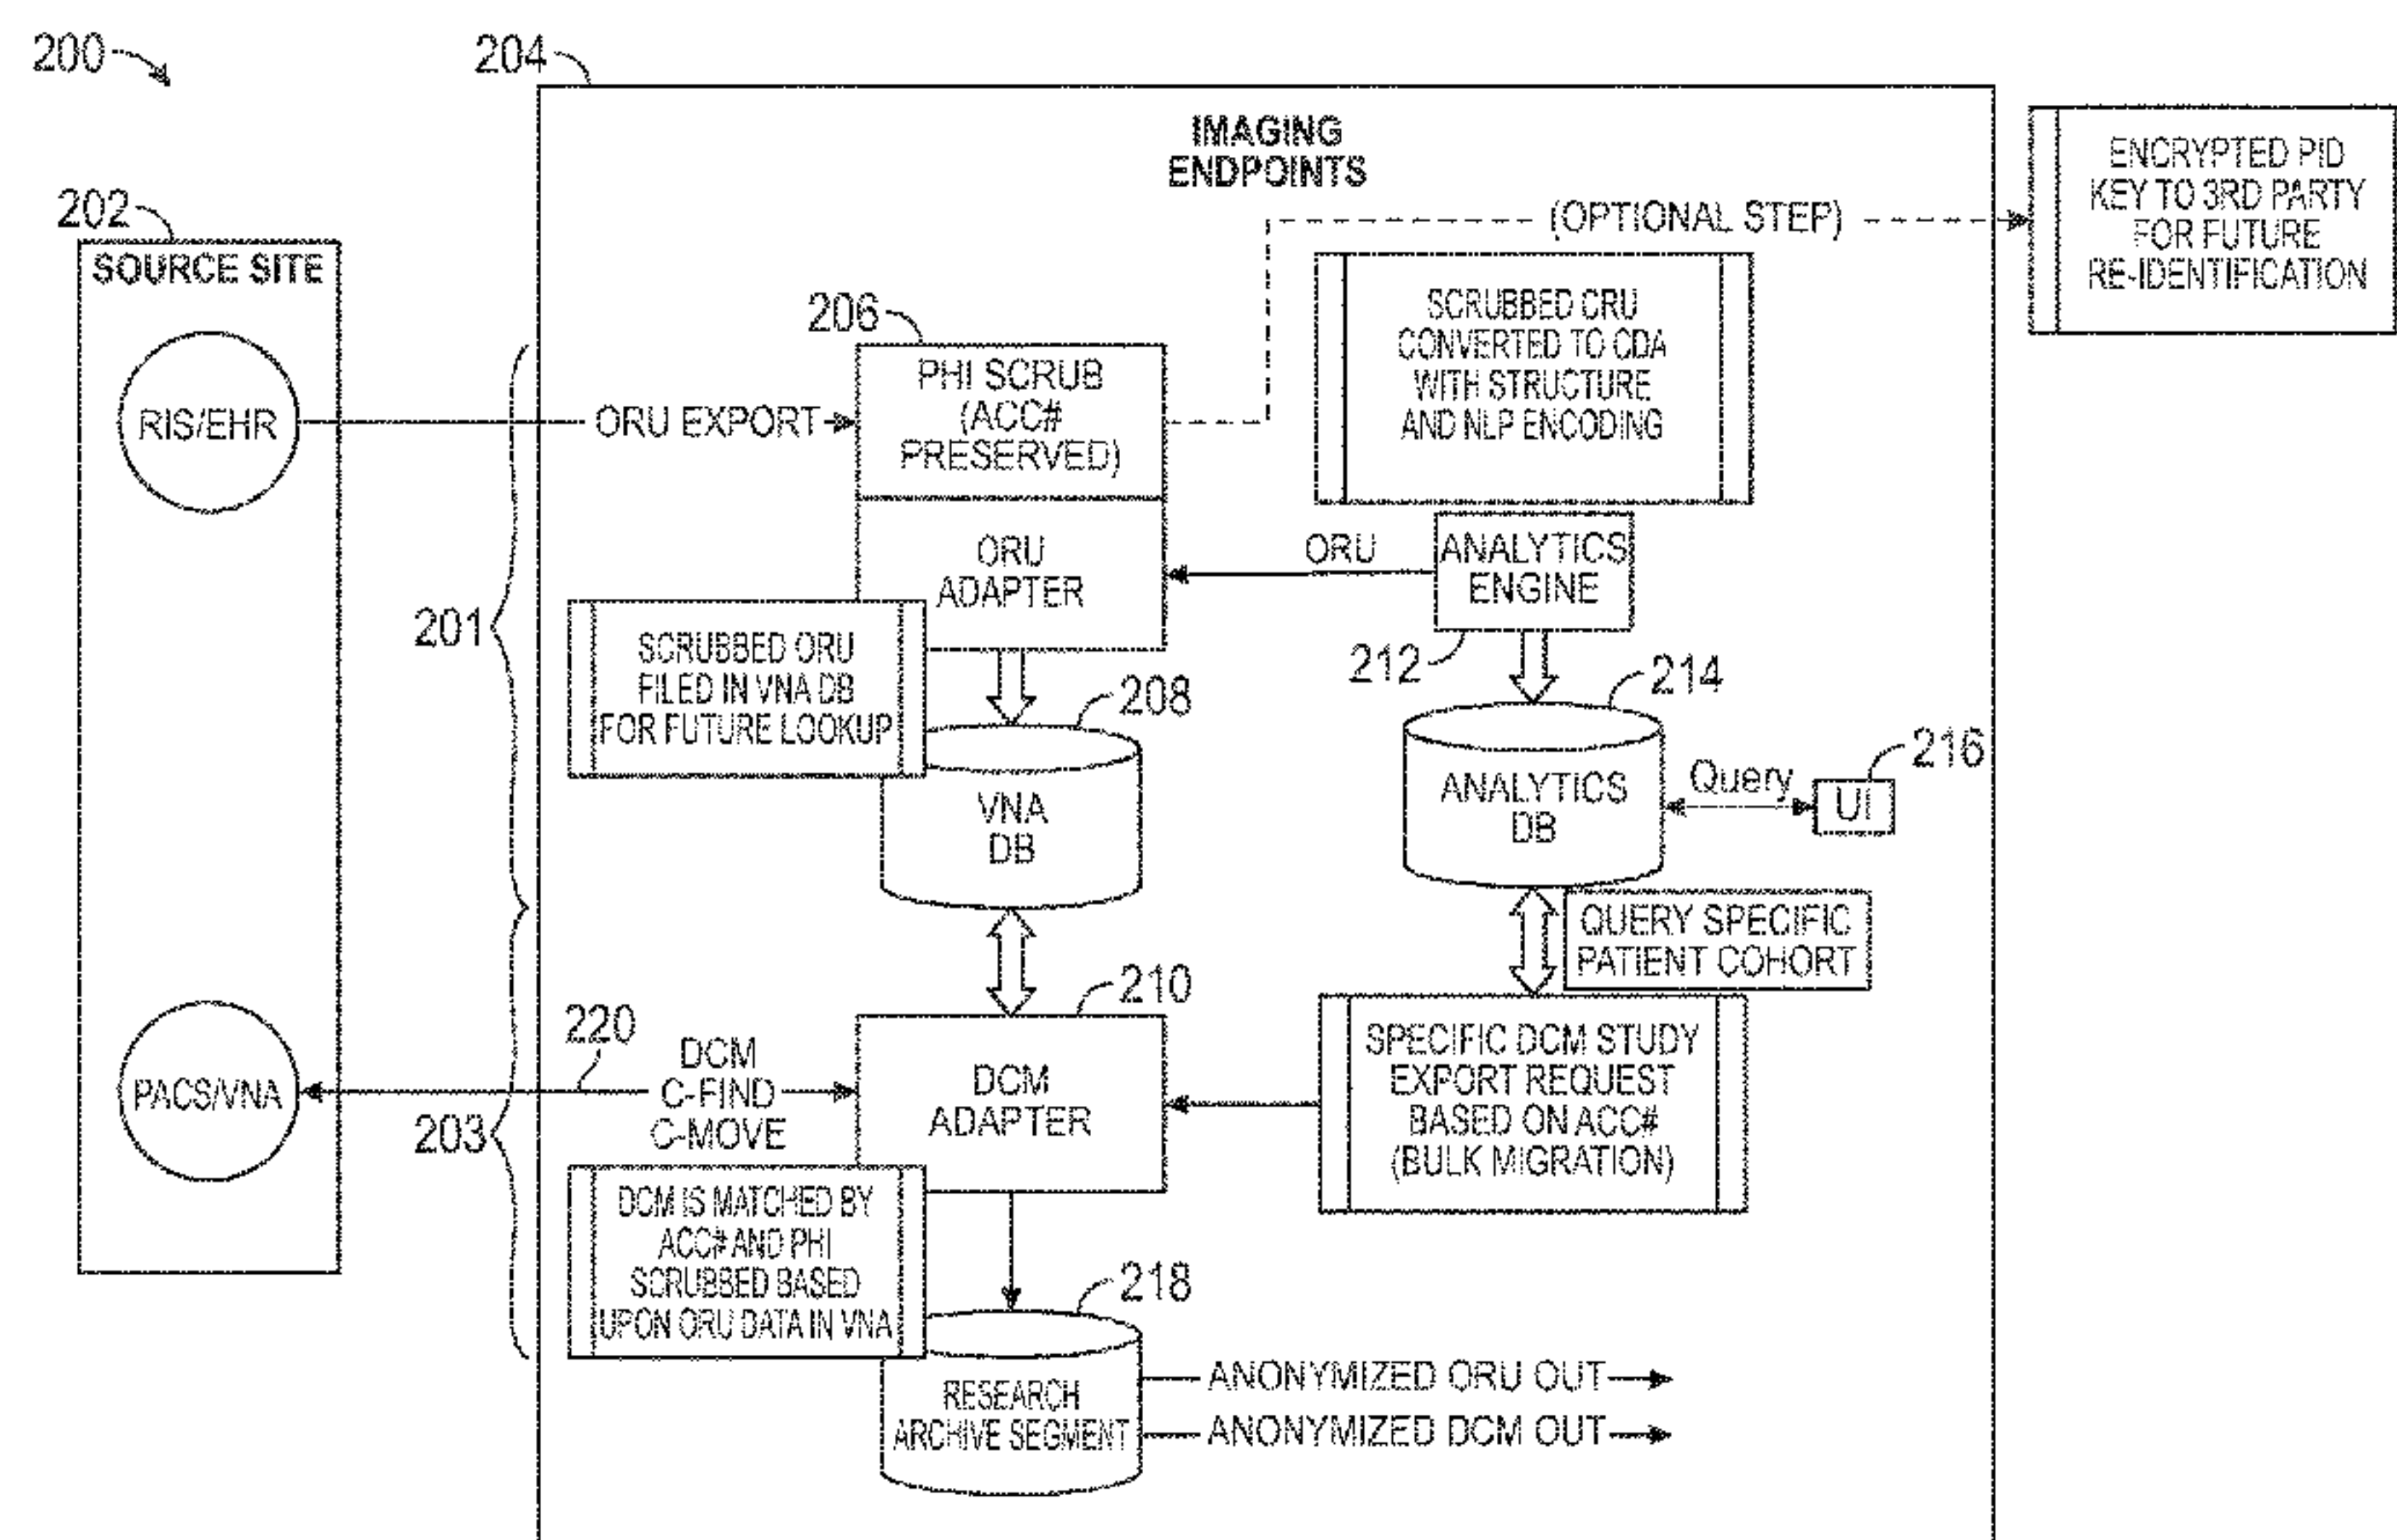 200
204
IMAGING
ENDPOINTS
ENCRYPTED PID
KEY TO 3RD PARTY
FOR FUTURE
RE-IDENTIFICATION
(OPTIONAL STEP)
202
SOURCE SITE
RIS/EHR
201
ORU EXPORT
206
PHI SCRUB
(ACC#
PRESERVED)
ORU
ADAPTER
SCRUBBED CRU
CONVERTED TO CDA
WITH STRUCTURE
AND NLP ENCODING
ORU
ANALYTICS
ENGINE
212
SCRUBBED ORU
FILED IN VNA DB
FOR FUTURE LOOKUP
208
VNA
DB
214
ANALYTICS
DB
Query
216
UI
QUERY SPECIFIC
PATIENT COHORT
PACS/VNA
203
220
DCM
C-FIND
C-MOVE
210
DCM
ADAPTER
SPECIFIC DCM STUDY
EXPORT REQUEST
BASED ON ACC#
(BULK MIGRATION)
DCM IS MATCHED BY
ACC# AND PHI
SCRUBBED BASED
UPON ORU DATA IN VNA
218
RESEARCH
ARCHIVE SEGMENT
ANONYMIZED ORU OUT
ANONYMIZED DCM OUT